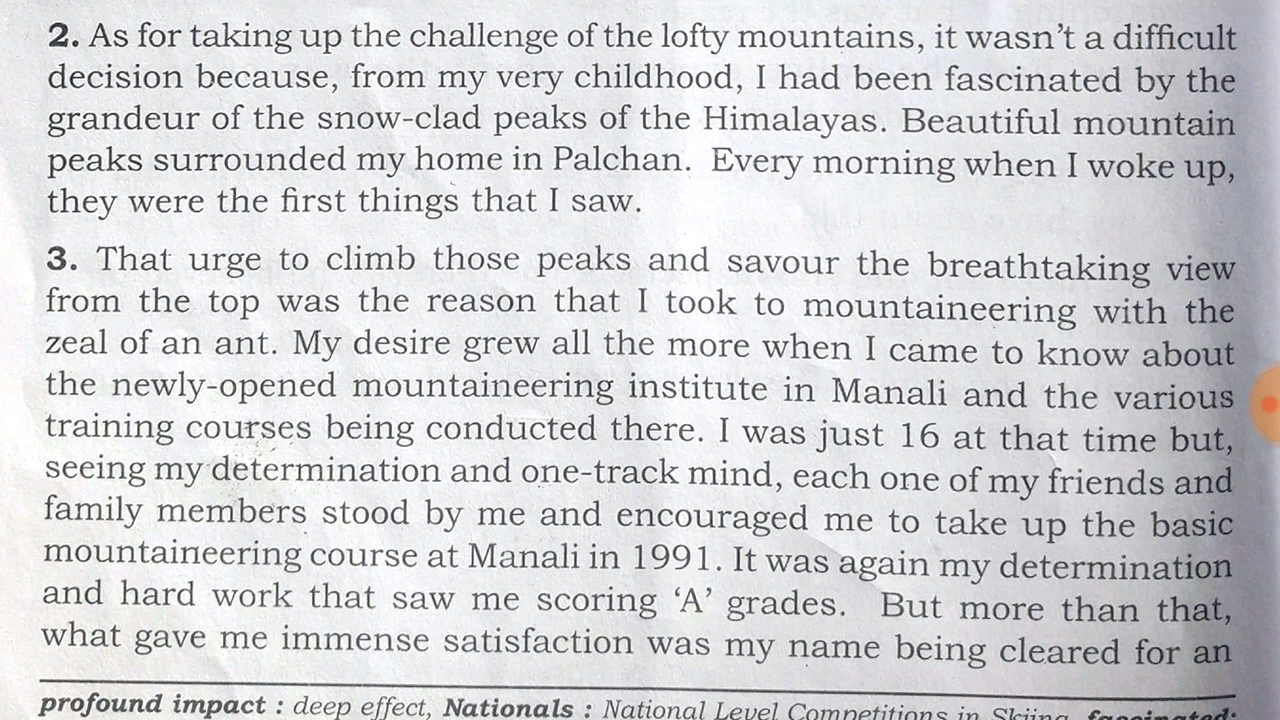 2. As for taking up the challenge of the lofty mountains, it wasn't a difficult
decision because, from my very childhood, I had been fascinated by the
grandeur of the snow-clad peaks of the Himalayas. Beautiful mountain
peaks surrounded my home in Palchan. Every morning when I woke up,
they were the first things that I saw.
3. That urge to climb those peaks and savour the breathtaking view
from the top was the reason that I took to mountaineering with the
zeal of an ant. My desire grew all the more when I came to know about
the newly-opened mountaineering institute in Manali and the various
training courses being conducted there. I was just 16 at that time but,
seeing my determination and one-track mind, each one of my friends and
family members stood by me and encouraged me to take up the basic
mountaineering course at Manali in 1991. It was again my determination
and hard work that saw me scoring 'A' grades. But more than that,
what gave me immense satisfaction was my name being cleared for an
profound impact : deep effect, Nationals : National Level Competitions in Skiing, fascinated: